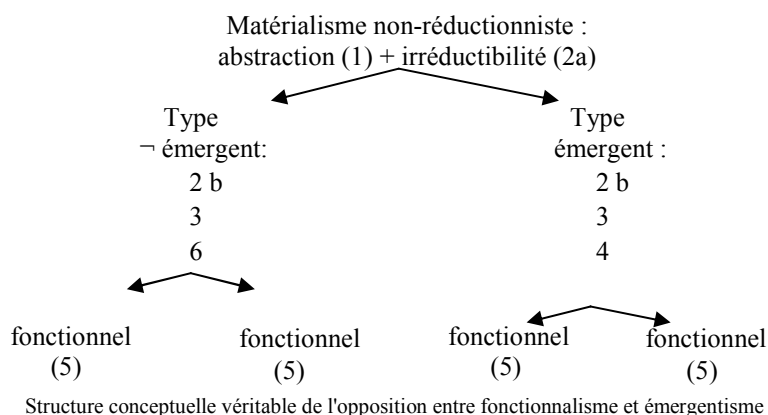 Matérialisme non-réductionniste :
abstraction (1) + irréductibilité (2a)
Type
¬ émergent:
2 b
3
6
Type
émergent :
2 b
3
4
fonctionnel
(5)
fonctionnel
(5)
fonctionnel
(5)
fonctionnel
(5)
Structure conceptuelle véritable de l'opposition entre fonctionnalisme et émergentisme